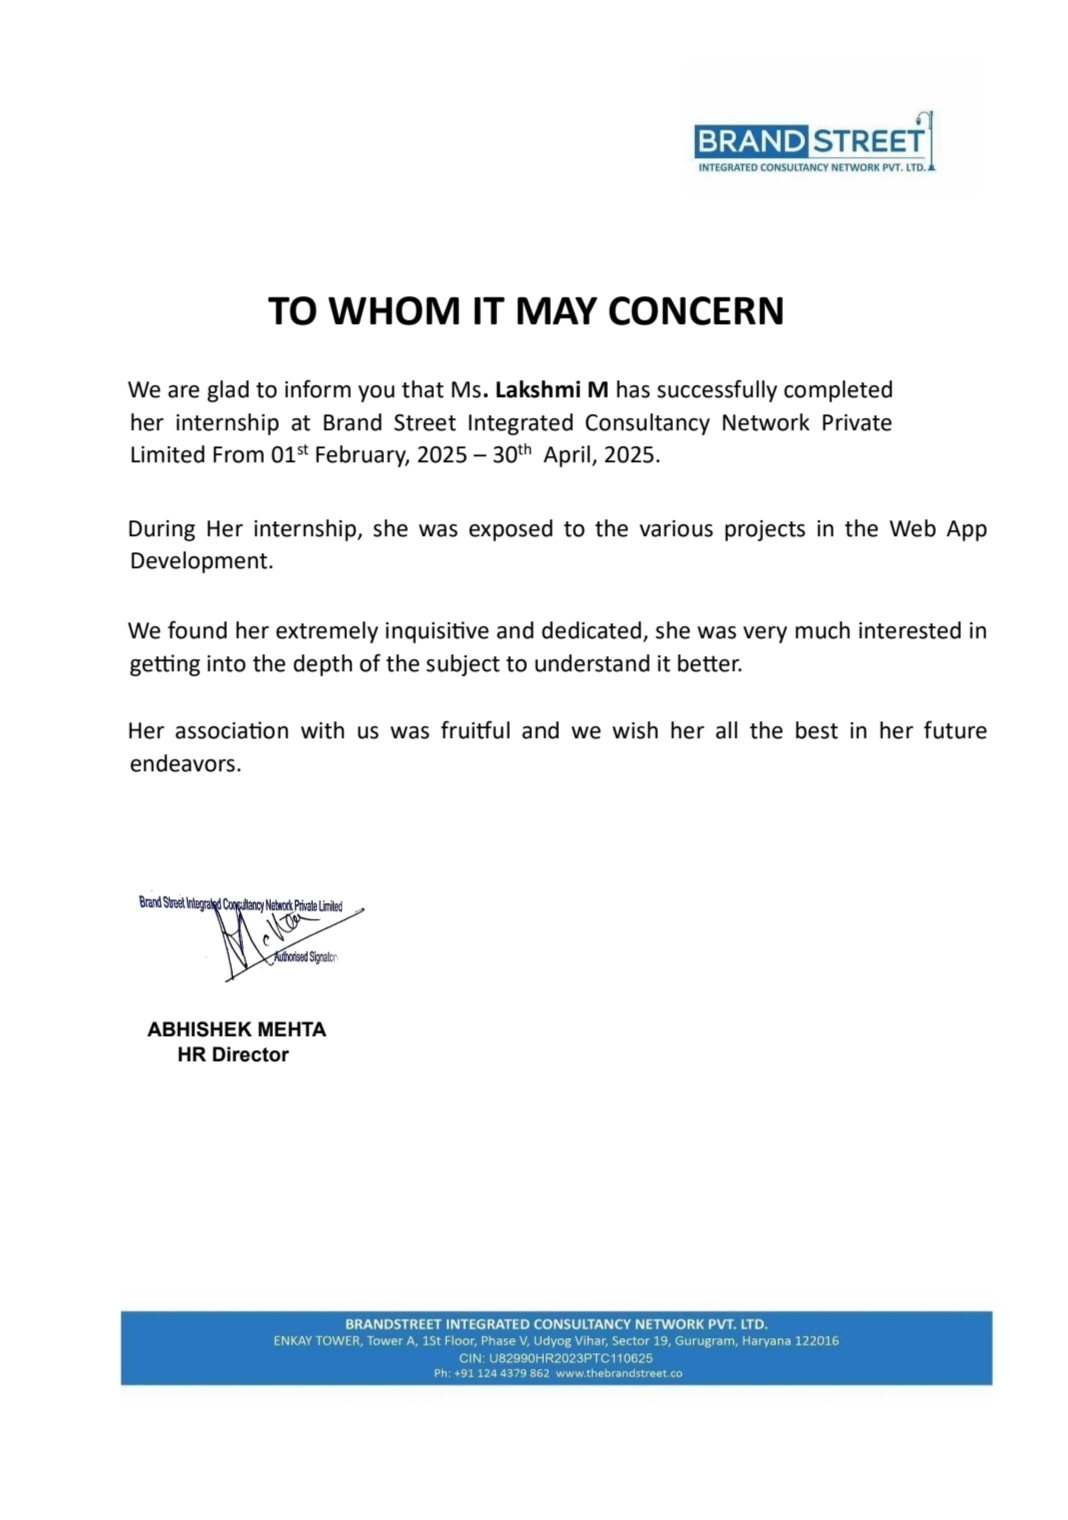 BRAND STREET
INTEGRATED CONSULTANCY NETWORK PVT. LTD.
TO WHOM IT MAY CONCERN
We are glad to inform you that Ms. Lakshmi M has successfully completed
her internship at Brand Street Integrated Consultancy Network Private
Limited From 01st February, 2025 – 30th April, 2025.
During Her internship, she was exposed to the various projects in the Web App
Development.
We found her extremely inquisitive and dedicated, she was very much interested in
getting into the depth of the subject to understand it better.
Her association with us was fruitful and we wish her all the best in her future
endeavors.
Brand Street Integrated Consultancy Network Private Limited
Authorised Signator
ABHISHEK MEHTA
HR Director
BRANDSTREET INTEGRATED CONSULTANCY NETWORK PVT. LTD.
ENKAY TOWER, Tower A, 1St Floor, Phase V, Udyog Vihar, Sector 19, Gurugram, Haryana 122016
CIN: U82990HR2023PTC110625
Ph: +91 124 4379 862 www.thebrandstreet.co